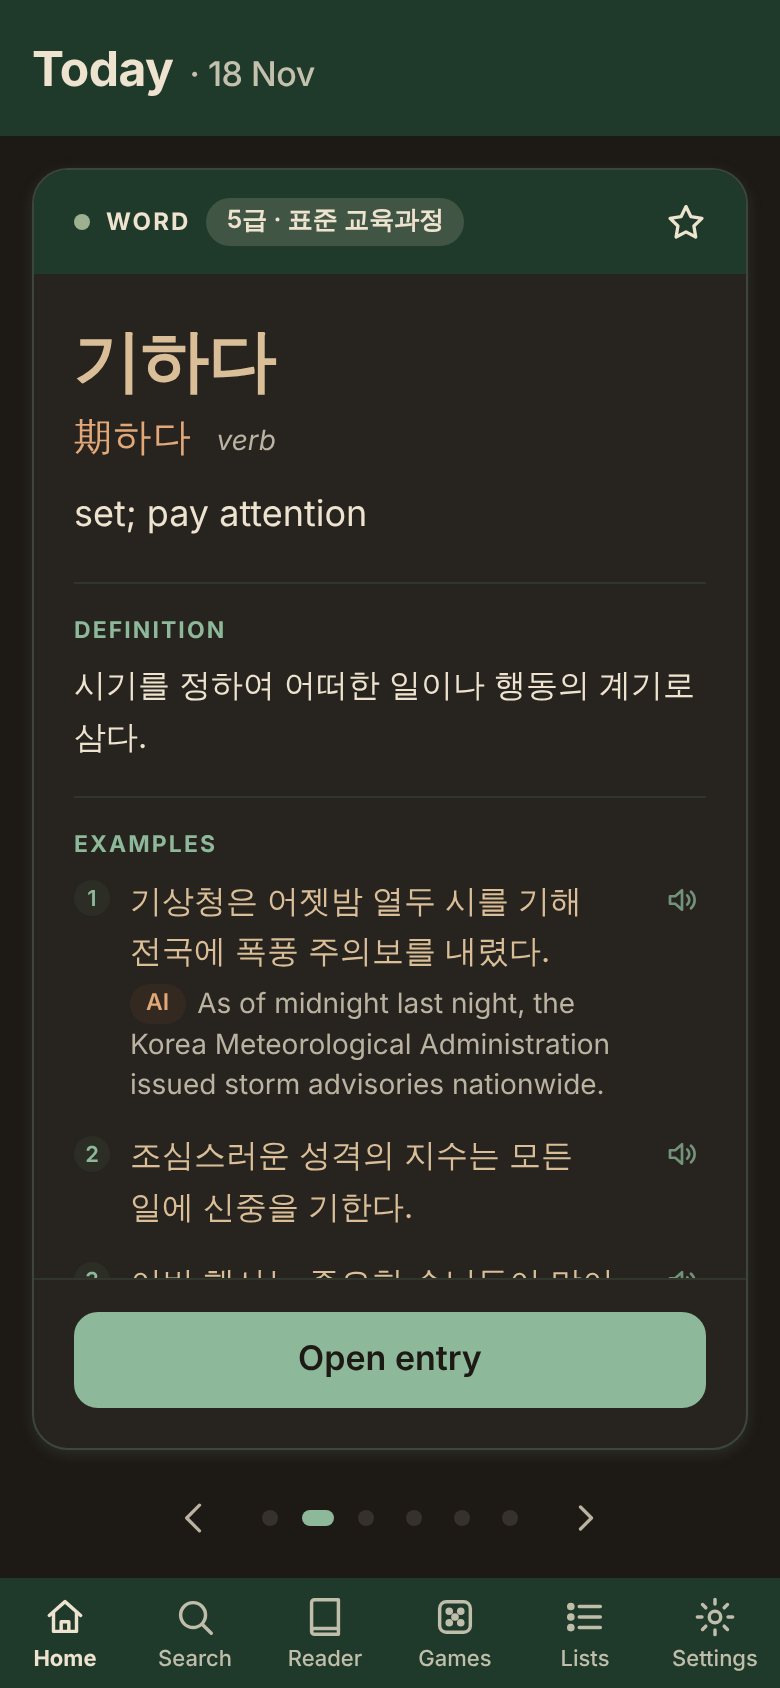 Today · 18 Nov
WORD 5급 · 표준 교육과정
기하다
期하다 verb
set; pay attention
DEFINITION
시기를 정하여 어떠한 일이나 행동의 계기로
삼다.
EXAMPLES
1 기상청은 어젯밤 열두 시를 기해
전국에 폭풍 주의보를 내렸다.
AI As of midnight last night, the
Korea Meteorological Administration
issued storm advisories nationwide.
2 조심스러운 성격의 지수는 모든
일에 신중을 기한다.
Open entry
Home Search Reader Games Lists Settings